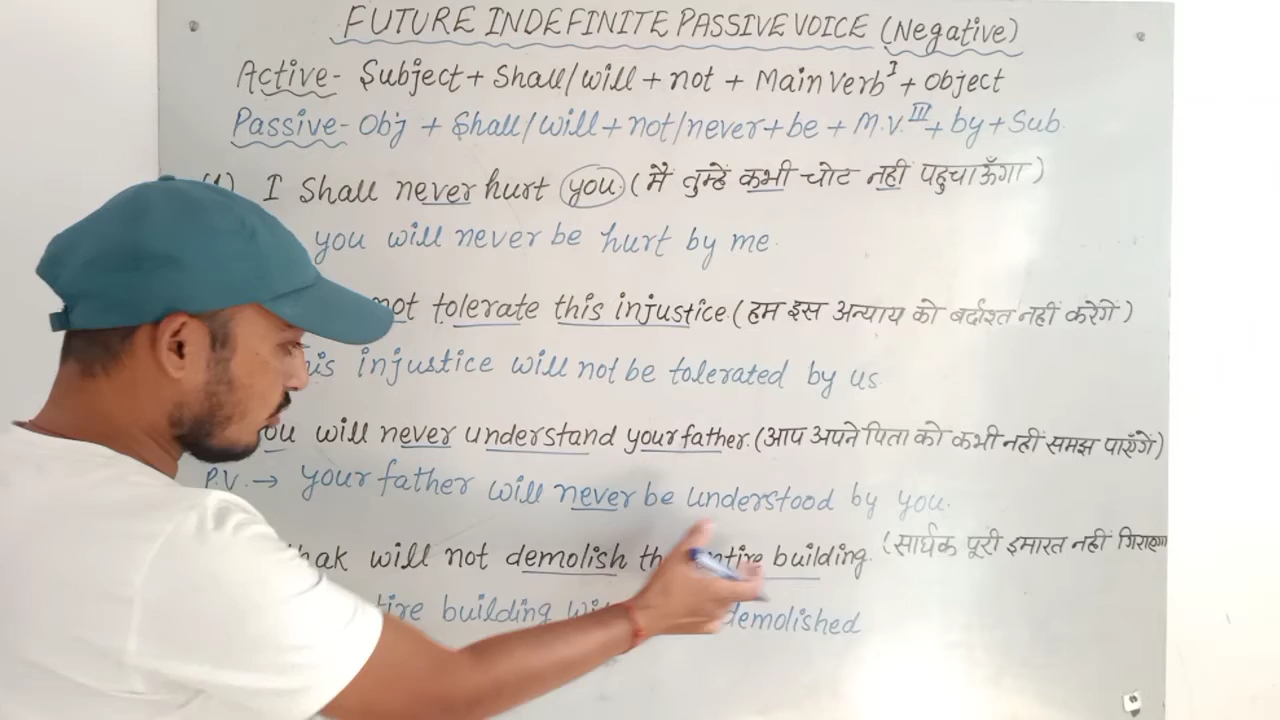 FUTURE INDEFINITE PASSIVE VOICE (Negative)
Active- Subject + Shall/will + not + Main Verb I + Object
Passive- Obj + Shall/will + not/never + be + M.V. III + by + Sub.
I Shall never hurt you (मैं तुम्हें कभी चोट नहीं पहुचाऊँगा)
you will never be hurt by me.
not tolerate this injustice. (हम इस अन्याय को बर्दाश्त नहीं करेगें)
injustice will not be tolerated by us.
will never understand your father. (आप अपने पिता को कभी नहीं समझ पाएँगे)
P.V. → your father will never be understood by you.
will not demolish building. (सार्थक पूरी इमारत नहीं गिराएगा
building demolished